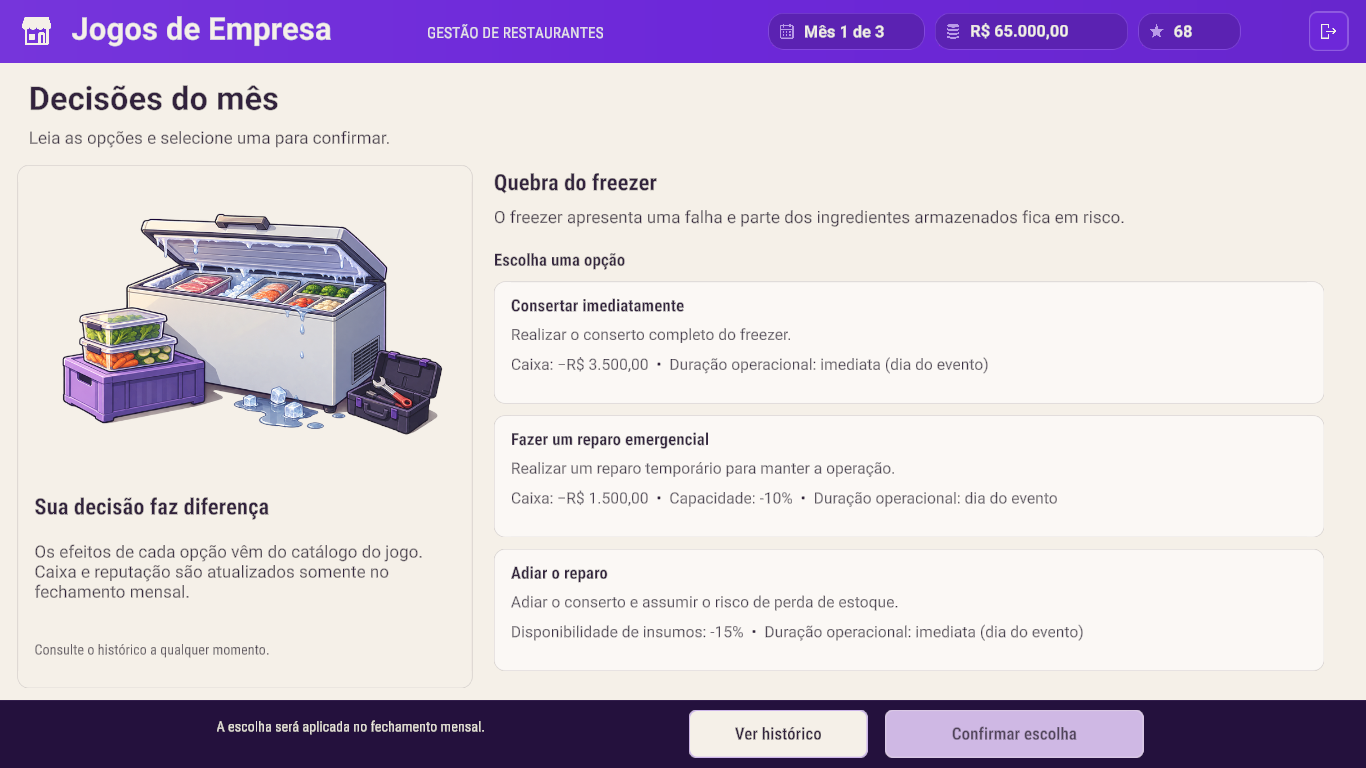 Jogos de Empresa
GESTÃO DE RESTAURANTES
Mês 1 de 3
R$ 65.000,00
68
Decisões do mês
Leia as opções e selecione uma para confirmar.
Sua decisão faz diferença
Os efeitos de cada opção vêm do catálogo do jogo.
Caixa e reputação são atualizados somente no
fechamento mensal.
Consulte o histórico a qualquer momento.
Quebra do freezer
O freezer apresenta uma falha e parte dos ingredientes armazenados fica em risco.
Escolha uma opção
Consertar imediatamente
Realizar o conserto completo do freezer.
Caixa: −R$ 3.500,00 • Duração operacional: imediata (dia do evento)
Fazer um reparo emergencial
Realizar um reparo temporário para manter a operação.
Caixa: −R$ 1.500,00 • Capacidade: -10% • Duração operacional: dia do evento
Adiar o reparo
Adiar o conserto e assumir o risco de perda de estoque.
Disponibilidade de insumos: -15% • Duração operacional: imediata (dia do evento)
A escolha será aplicada no fechamento mensal.
Ver histórico
Confirmar escolha